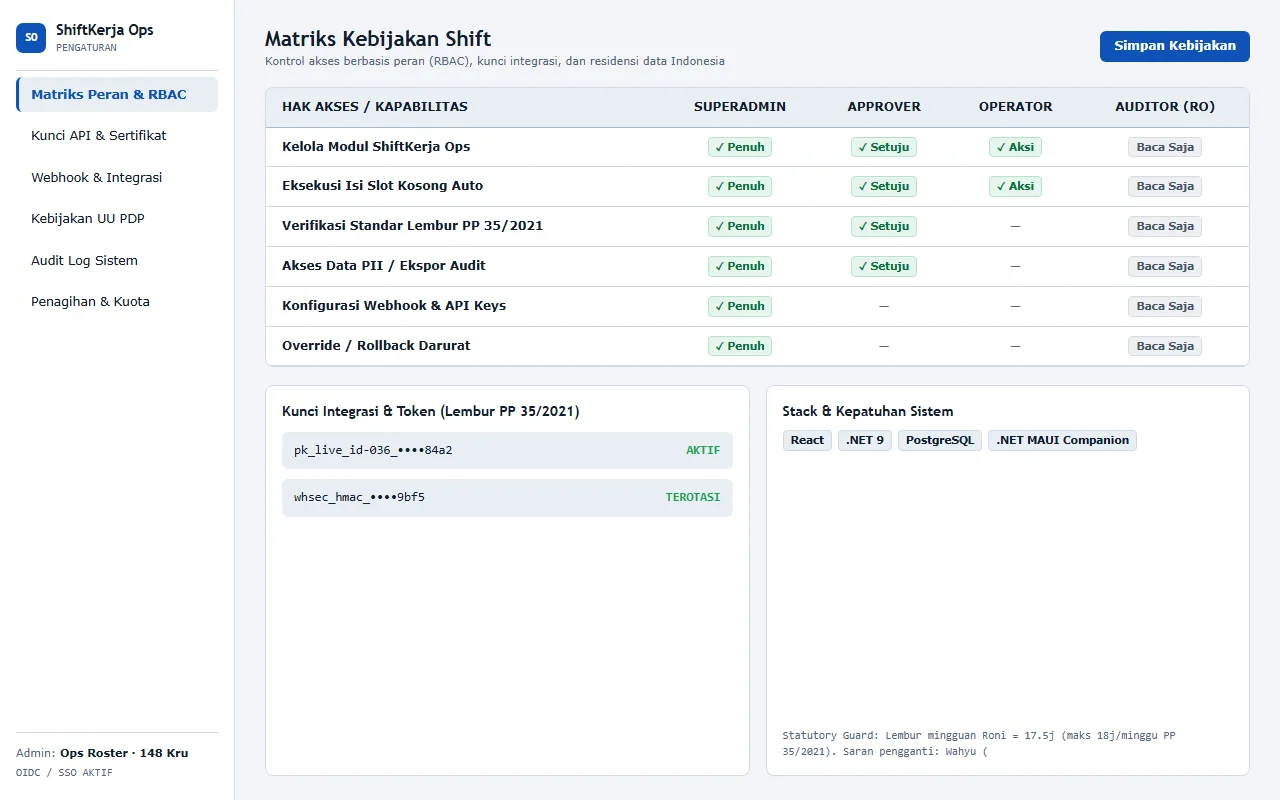 SO
ShiftKerja Ops
PENGATURAN
Matriks Peran & RBAC
Kunci API & Sertifikat
Webhook & Integrasi
Kebijakan UU PDP
Audit Log Sistem
Penagihan & Kuota
Admin: Ops Roster · 148 Kru
OIDC / SSO AKTIF
Matriks Kebijakan Shift
Kontrol akses berbasis peran (RBAC), kunci integrasi, dan residensi data Indonesia
Simpan Kebijakan
HAK AKSES / KAPABILITAS SUPERADMIN APPROVER OPERATOR AUDITOR (RO)
Kelola Modul ShiftKerja Ops ✓ Penuh ✓ Setuju ✓ Aksi Baca Saja
Eksekusi Isi Slot Kosong Auto ✓ Penuh ✓ Setuju ✓ Aksi Baca Saja
Verifikasi Standar Lembur PP 35/2021 ✓ Penuh ✓ Setuju — Baca Saja
Akses Data PII / Ekspor Audit ✓ Penuh ✓ Setuju — Baca Saja
Konfigurasi Webhook & API Keys ✓ Penuh — — Baca Saja
Override / Rollback Darurat ✓ Penuh — — Baca Saja
Kunci Integrasi & Token (Lembur PP 35/2021)
pk_live_id-036_••••84a2 AKTIF
whsec_hmac_••••9bf5 TEROTASI
Stack & Kepatuhan Sistem
React .NET 9 PostgreSQL .NET MAUI Companion
Statutory Guard: Lembur mingguan Roni = 17.5j (maks 18j/minggu PP
35/2021). Saran pengganti: Wahyu (